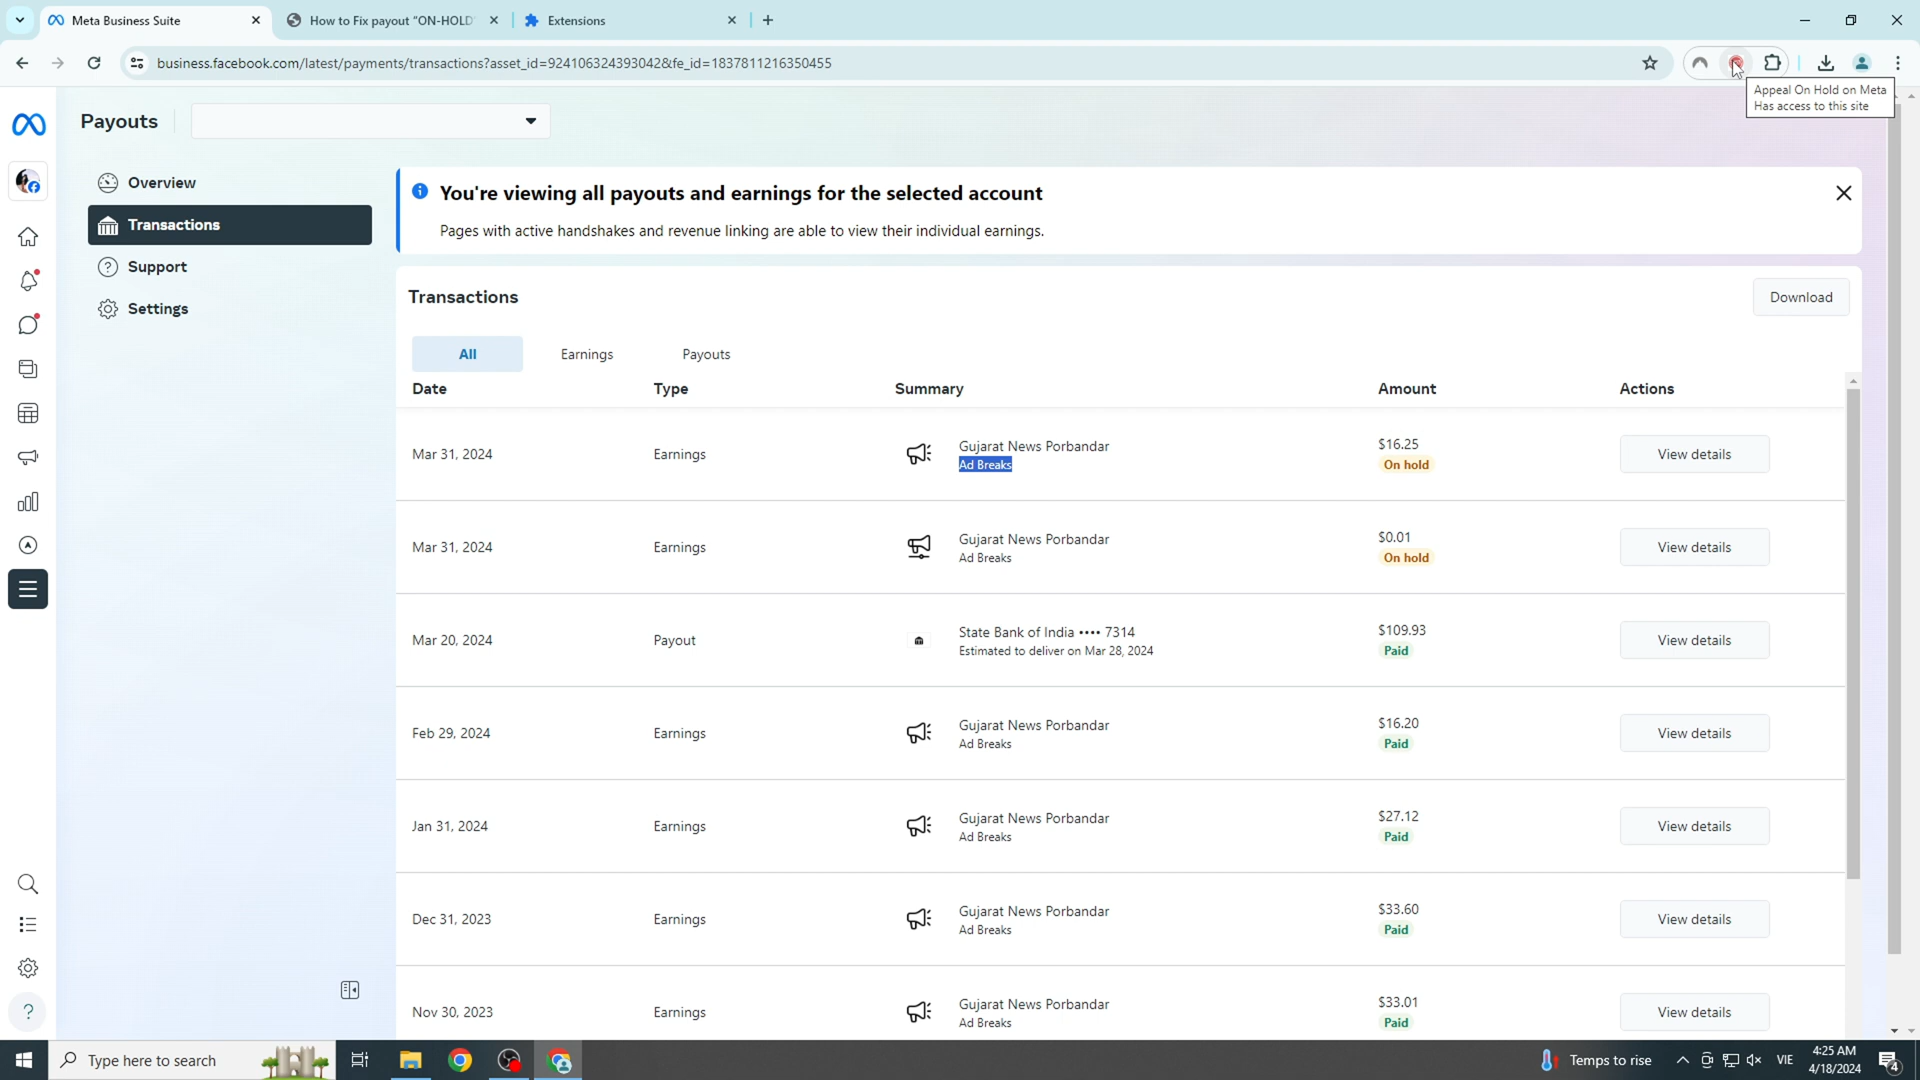 Meta Business Suite
How to Fix payout "ON-HOLD"
Extensions
business.facebook.com/latest/payments/transactions?asset_id=924106324393042&fe_id=1837811216350455
Appeal On Hold on Meta
Has access to this site
Payouts
Overview
Transactions
Support
Settings
You're viewing all payouts and earnings for the selected account
Pages with active handshakes and revenue linking are able to view their individual earnings.
Transactions
Download
All Earnings Payouts
Date Type Summary Amount Actions
Mar 31, 2024 Earnings Gujarat News Porbandar $16.25 View details
Ad Breaks On hold
Mar 31, 2024 Earnings Gujarat News Porbandar $0.01 View details
Ad Breaks On hold
Mar 20, 2024 Payout State Bank of India •••• 7314 $109.93 View details
Estimated to deliver on Mar 28, 2024 Paid
Feb 29, 2024 Earnings Gujarat News Porbandar $16.20 View details
Ad Breaks Paid
Jan 31, 2024 Earnings Gujarat News Porbandar $27.12 View details
Ad Breaks Paid
Dec 31, 2023 Earnings Gujarat News Porbandar $33.60 View details
Ad Breaks Paid
Nov 30, 2023 Earnings Gujarat News Porbandar $33.01 View details
Ad Breaks Paid
Type here to search
Temps to rise
VIE
4:25 AM
4/18/2024
4